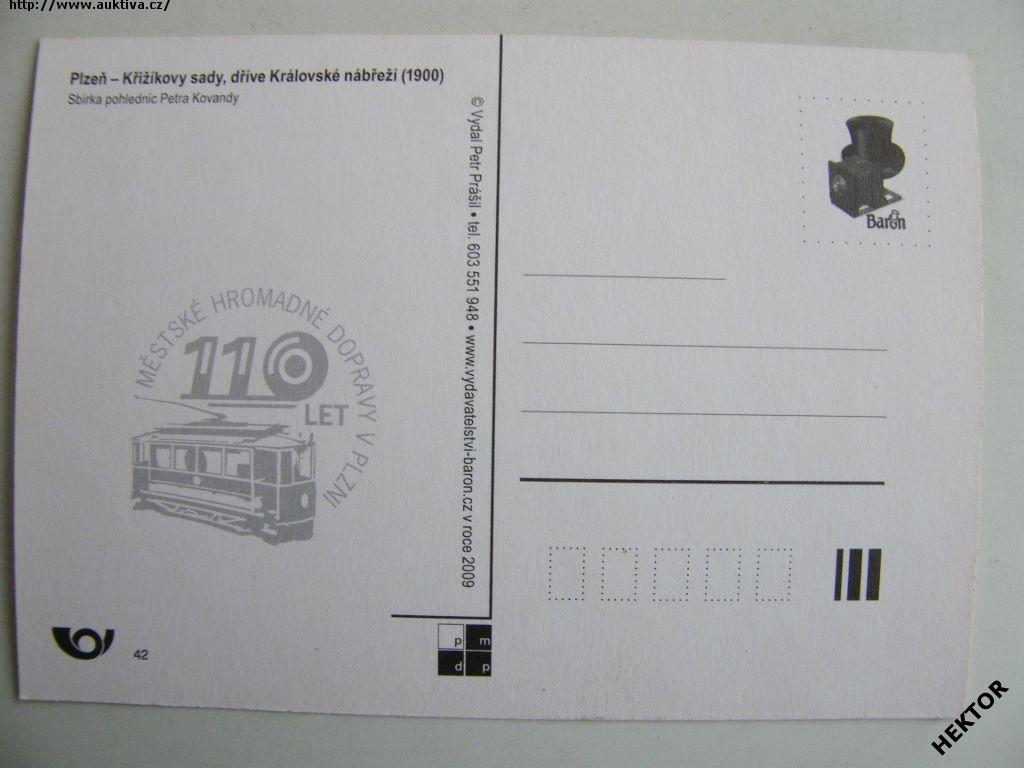 http://www.auktiva.cz/
Plzeň – Křižíkovy sady, dříve Královské nábřeží (1900)
Sbírka pohlednic Petra Kovandy
© Vydal Petr Prášil • tel. 603 551 948 • www.vydavatelstvi-baron.cz v roce 2009
Baron
MĚSTSKÉ HROMADNÉ DOPRAVY V PLZNI
110
LET
42
p m
d p
HEKTOR